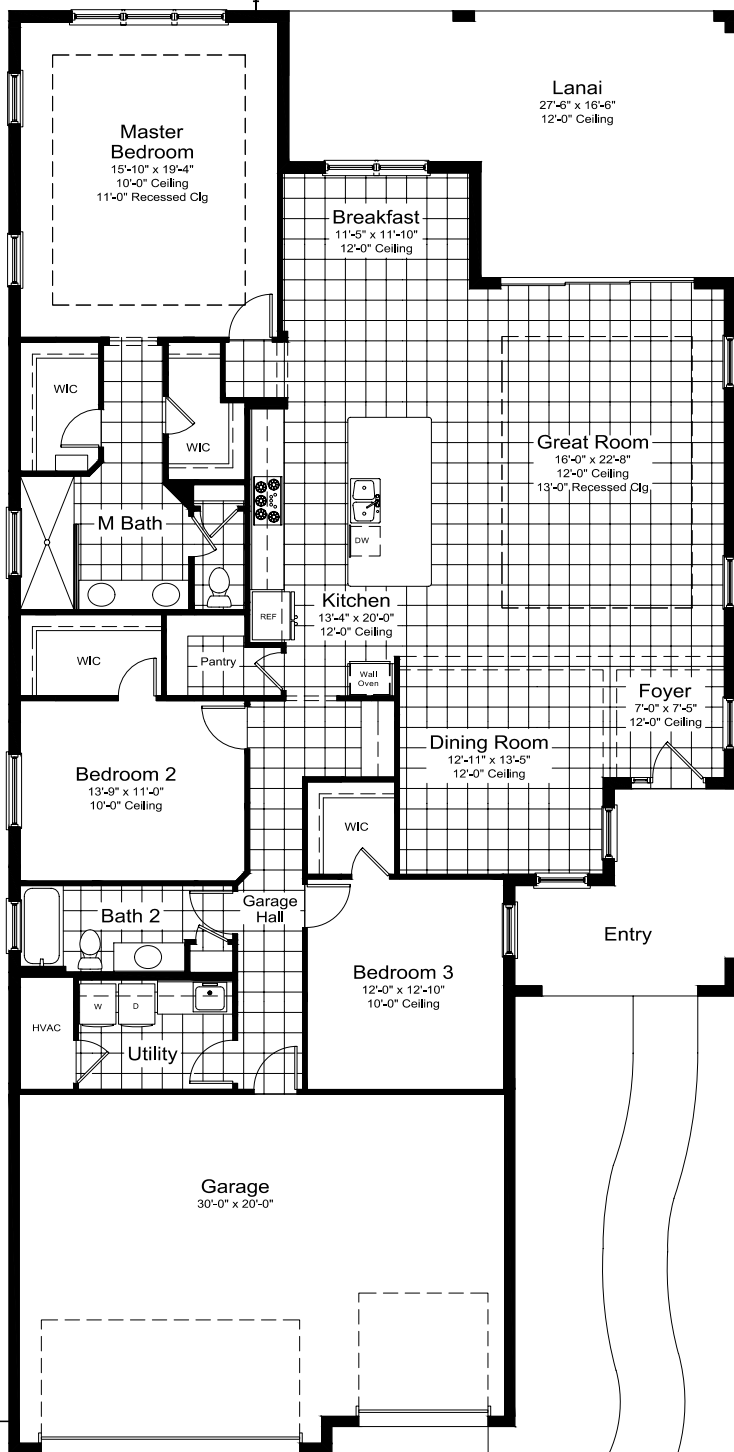 Lanai
27'-6" x 16'-6"
12'-0" Ceiling
Master
Bedroom
15'-10" x 19'-4"
10'-0" Ceiling
11'-0" Recessed Clg
Breakfast
11'-5" x 11'-10"
12'-0" Ceiling
WIC
WIC
Great Room
16'-0" x 22'-8"
12'-0" Ceiling
13'-0" Recessed Clg
M Bath
DW
Kitchen
13'-4" x 20'-0"
12'-0" Ceiling
REF
WIC
Pantry
Wall
Oven
Foyer
7'-0" x 7'-5"
12'-0" Ceiling
Dining Room
12'-11" x 13'-5"
12'-0" Ceiling
Bedroom 2
13'-9" x 11'-0"
10'-0" Ceiling
WIC
Bath 2
Garage
Hall
Entry
Bedroom 3
12'-0" x 12'-10"
10'-0" Ceiling
HVAC
W
D
Utility
Garage
30'-0" x 20'-0"